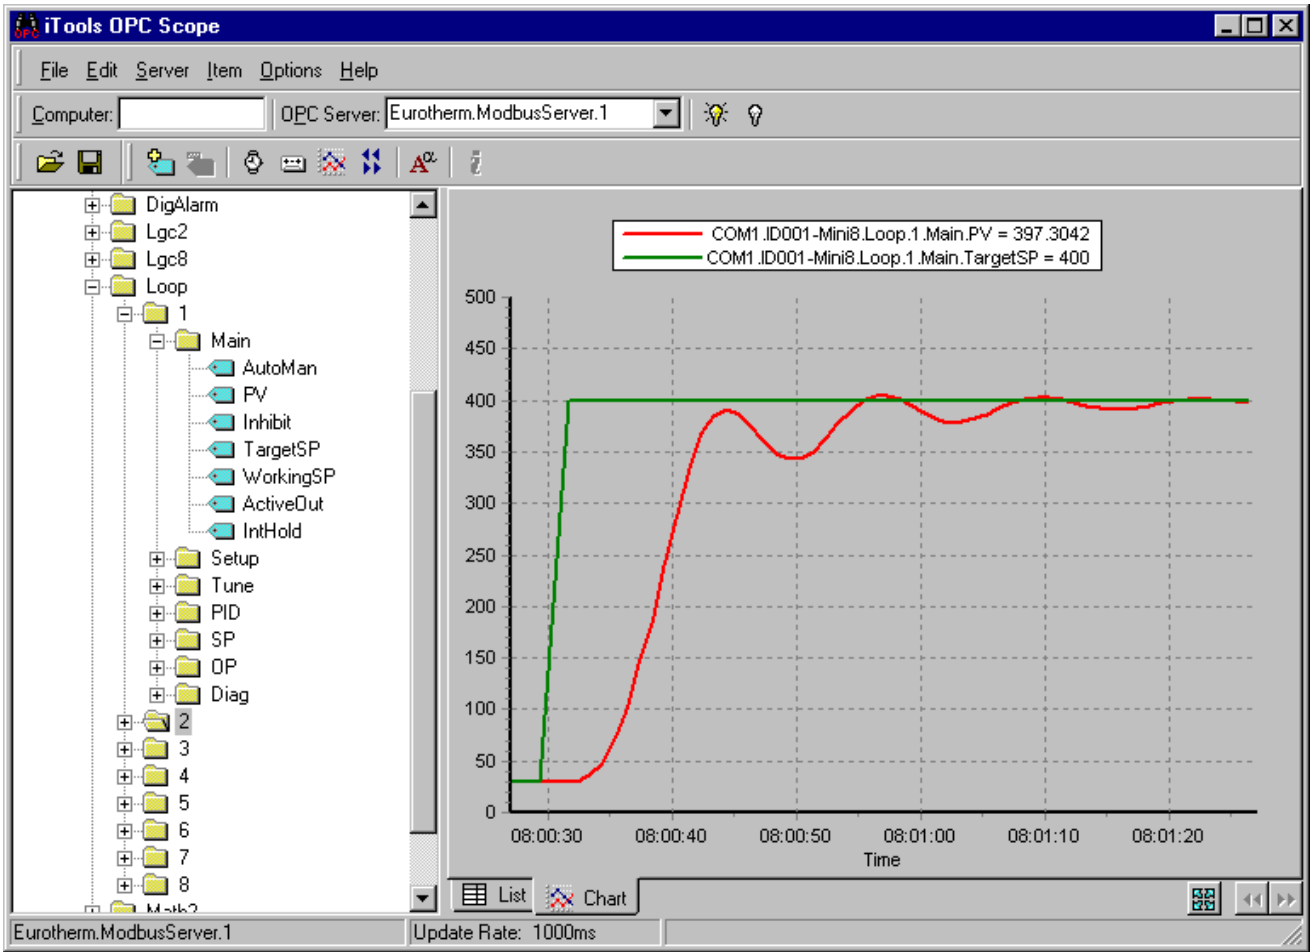 iTools OPC Scope
File Edit Server Item Options Help
Computer: OPC Server: Eurotherm.ModbusServer.1
DigAlarm
Lgc2
Lgc8
Loop
1
Main
AutoMan
PV
Inhibit
TargetSP
WorkingSP
ActiveOut
IntHold
Setup
Tune
PID
SP
OP
Diag
2
3
4
5
6
7
8
Math2
COM1.ID001-Mini8.Loop.1.Main.PV = 397.3042
COM1.ID001-Mini8.Loop.1.Main.TargetSP = 400
500
450
400
350
300
250
200
150
100
50
0
08:00:30 08:00:40 08:00:50 08:01:00 08:01:10 08:01:20
Time
List Chart
Eurotherm.ModbusServer.1 Update Rate: 1000ms